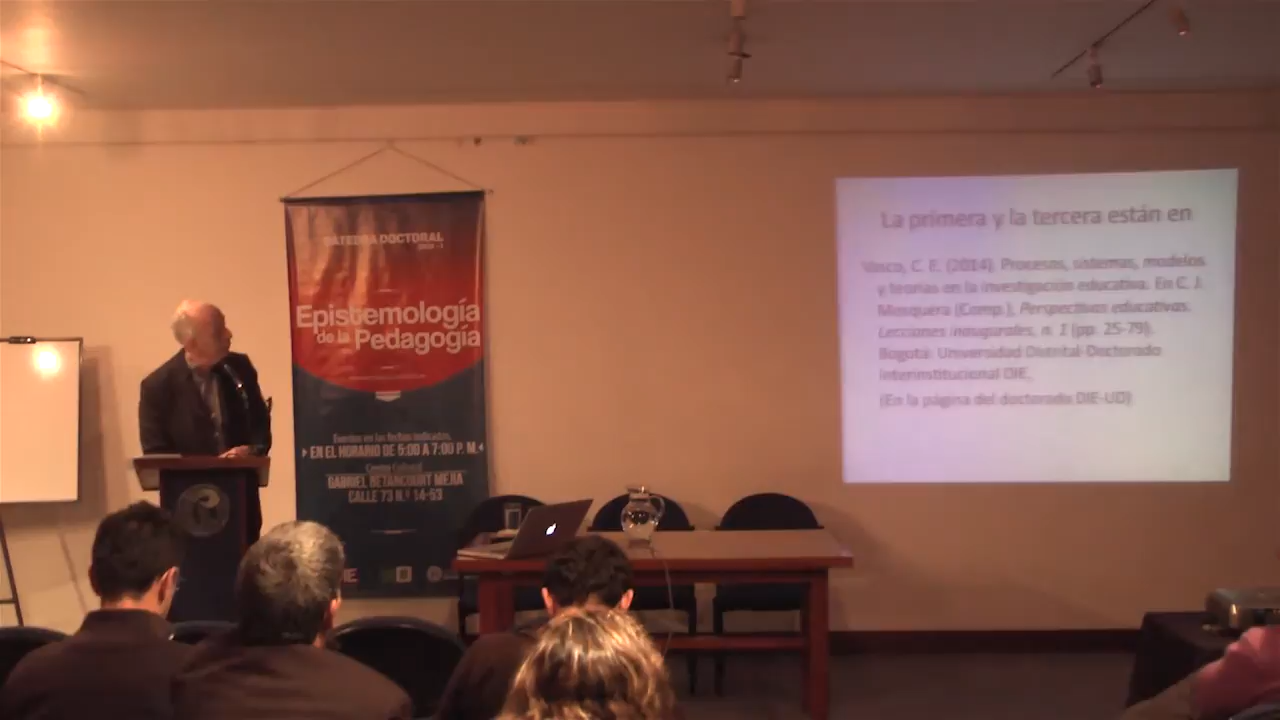 CÁTEDRA DOCTORAL
Epistemología
de la Pedagogía
Eventos en las fechas indicadas,
EN EL HORARIO DE 5:00 A 7:00 P. M.
Centro Cultural
GABRIEL BETANCOURT MEJÍA
CALLE 73 N.º 14-53
La primera y la tercera están en
Vasco, C. E. (2014). Procesos, sistemas, modelos
y teorías en la investigación educativa. En C. J.
Mosquera (Comp.), Perspectivas educativas.
Lecciones inaugurales, n. 1 (pp. 25-79).
Bogotá: Universidad Distrital-Doctorado
Interinstitucional DIE.
(En la página del doctorado DIE-UD)